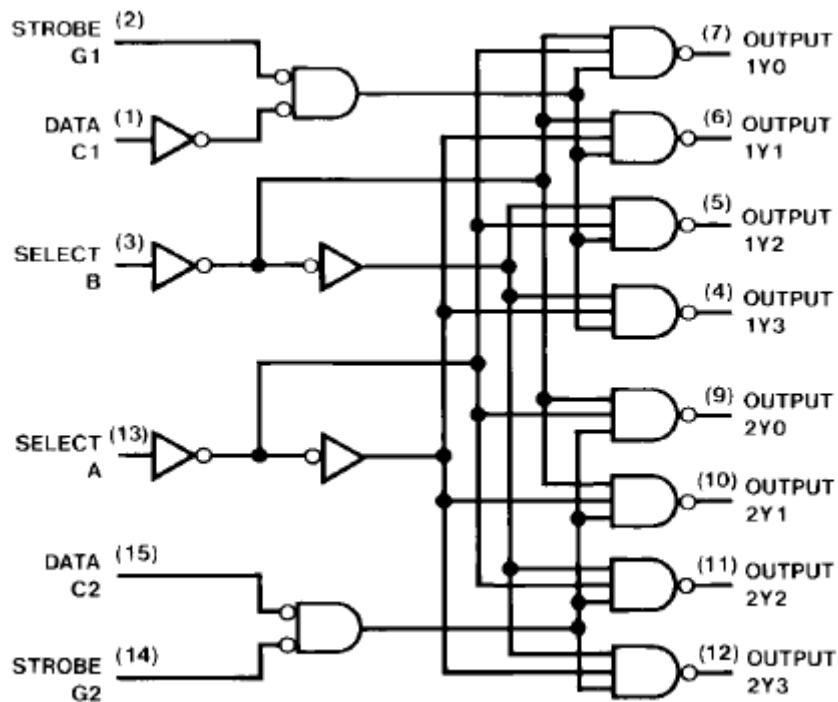 STROBE (2)
G1
DATA (1)
C1
SELECT (3)
B
SELECT (13)
A
DATA (15)
C2
STROBE (14)
G2
(7) OUTPUT
1Y0
(6) OUTPUT
1Y1
(5) OUTPUT
1Y2
(4) OUTPUT
1Y3
(9) OUTPUT
2Y0
(10) OUTPUT
2Y1
(11) OUTPUT
2Y2
(12) OUTPUT
2Y3